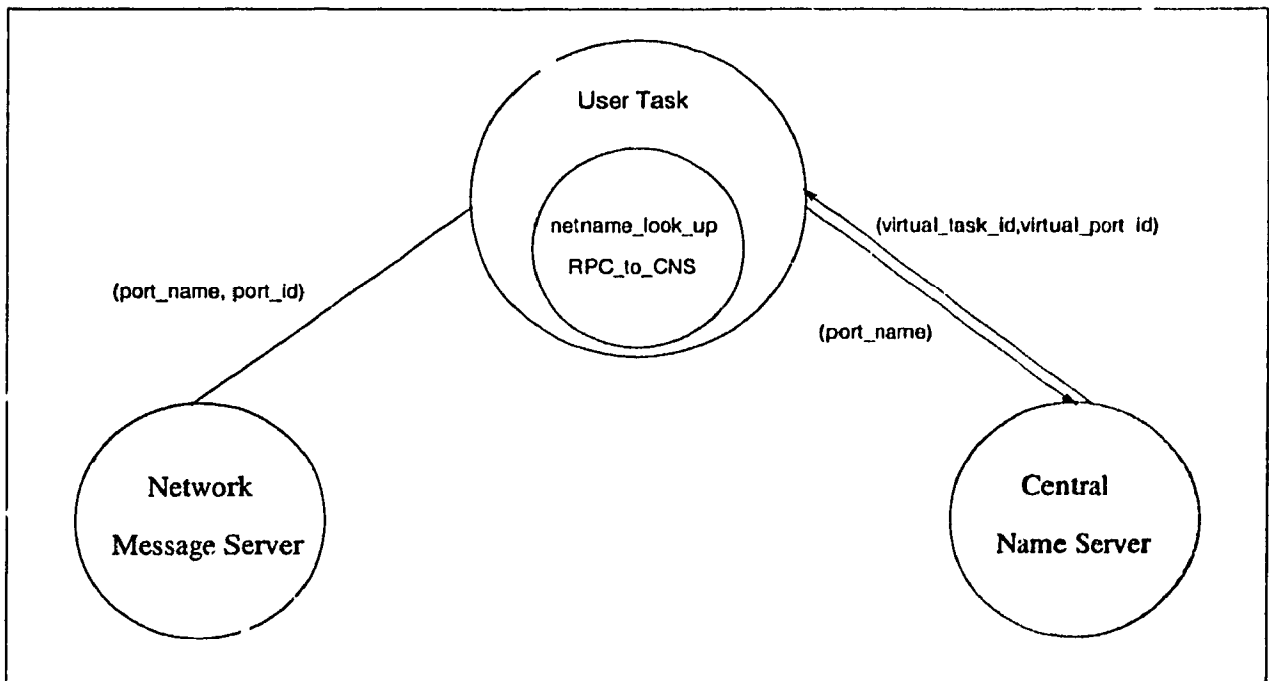 User Task
netname_look_up
RPC_to_CNS
(virtual_task_id,virtual_port_id)
(port_name, port_id)
(port_name)
Network
Message Server
Central
Name Server